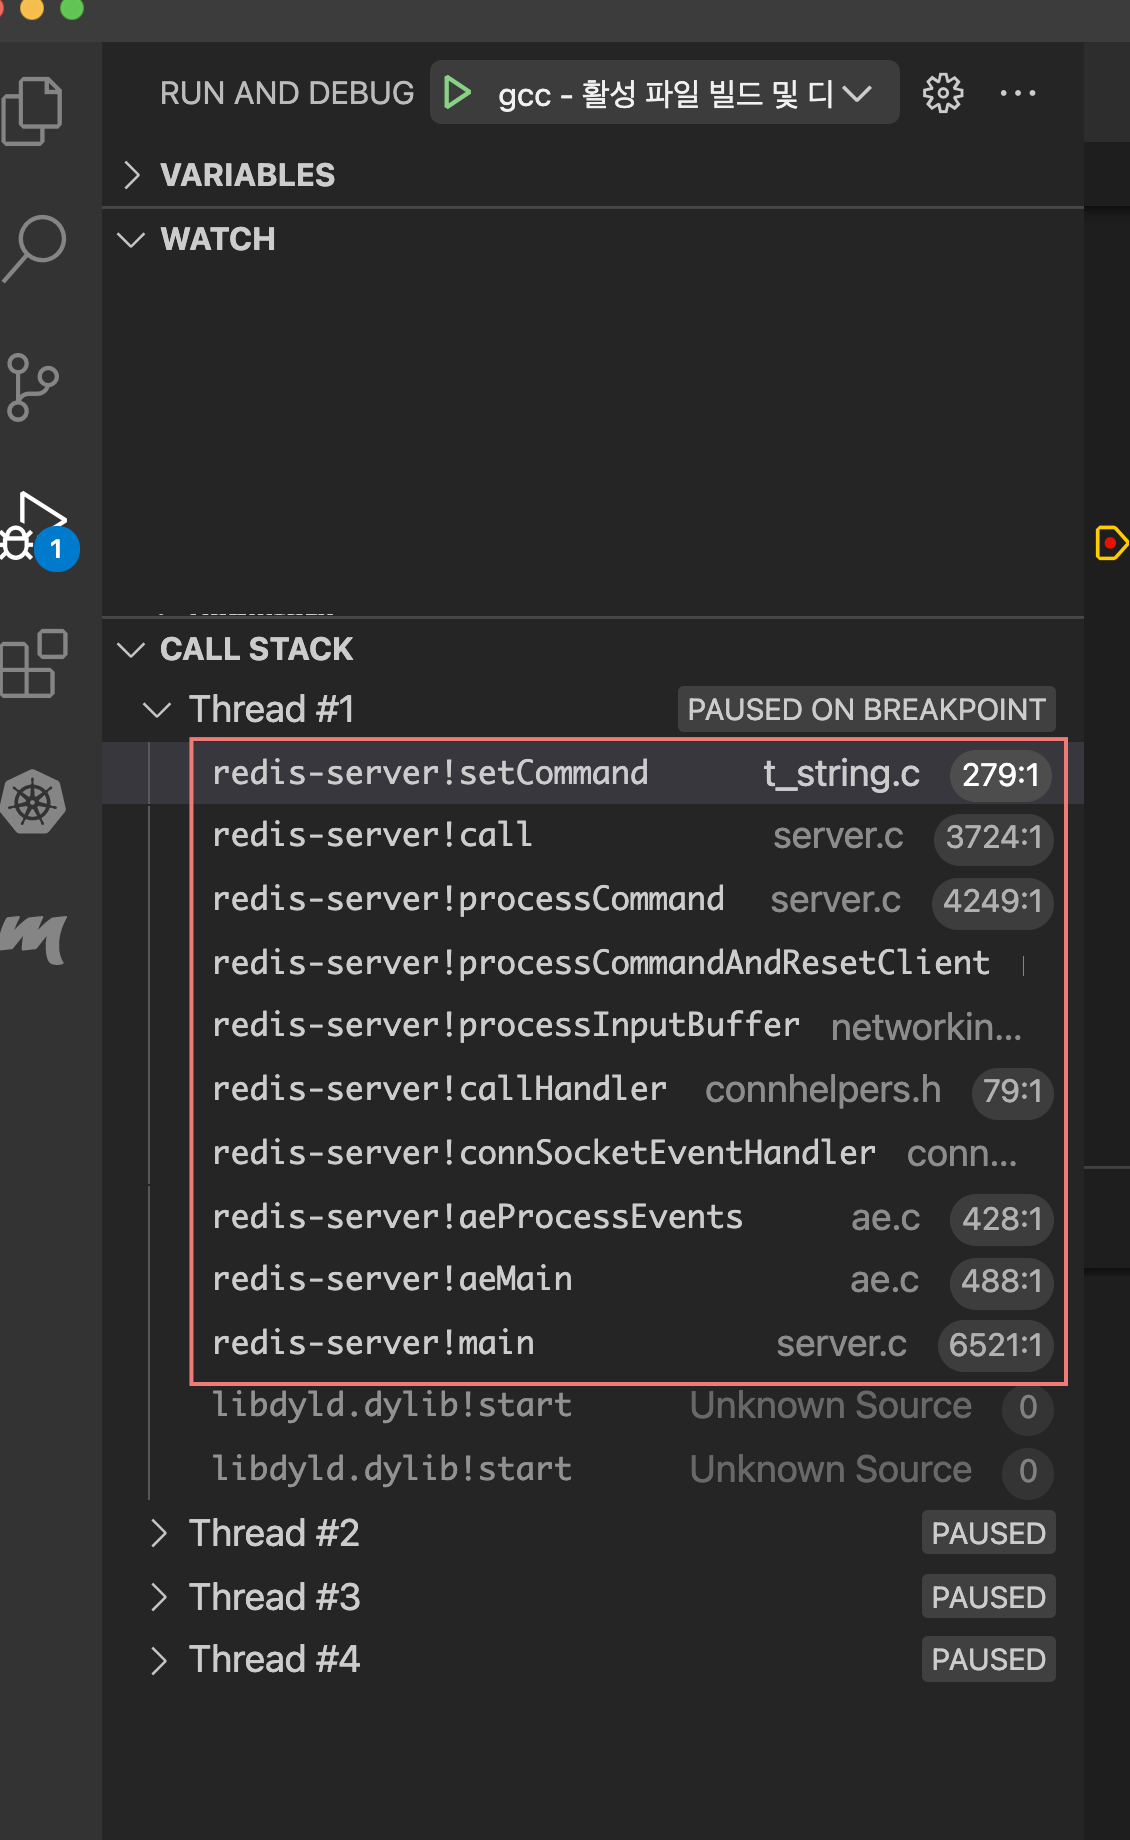 RUN AND DEBUG gcc - 활성 파일 빌드 및 디 ...
VARIABLES
WATCH
1
CALL STACK
Thread #1 PAUSED ON BREAKPOINT
redis-server!setCommand t_string.c 279:1
redis-server!call server.c 3724:1
redis-server!processCommand server.c 4249:1
redis-server!processCommandAndResetClient
redis-server!processInputBuffer networkin...
redis-server!callHandler connhelpers.h 79:1
redis-server!connSocketEventHandler conn...
redis-server!aeProcessEvents ae.c 428:1
redis-server!aeMain ae.c 488:1
redis-server!main server.c 6521:1
libdyld.dylib!start Unknown Source 0
libdyld.dylib!start Unknown Source 0
Thread #2 PAUSED
Thread #3 PAUSED
Thread #4 PAUSED